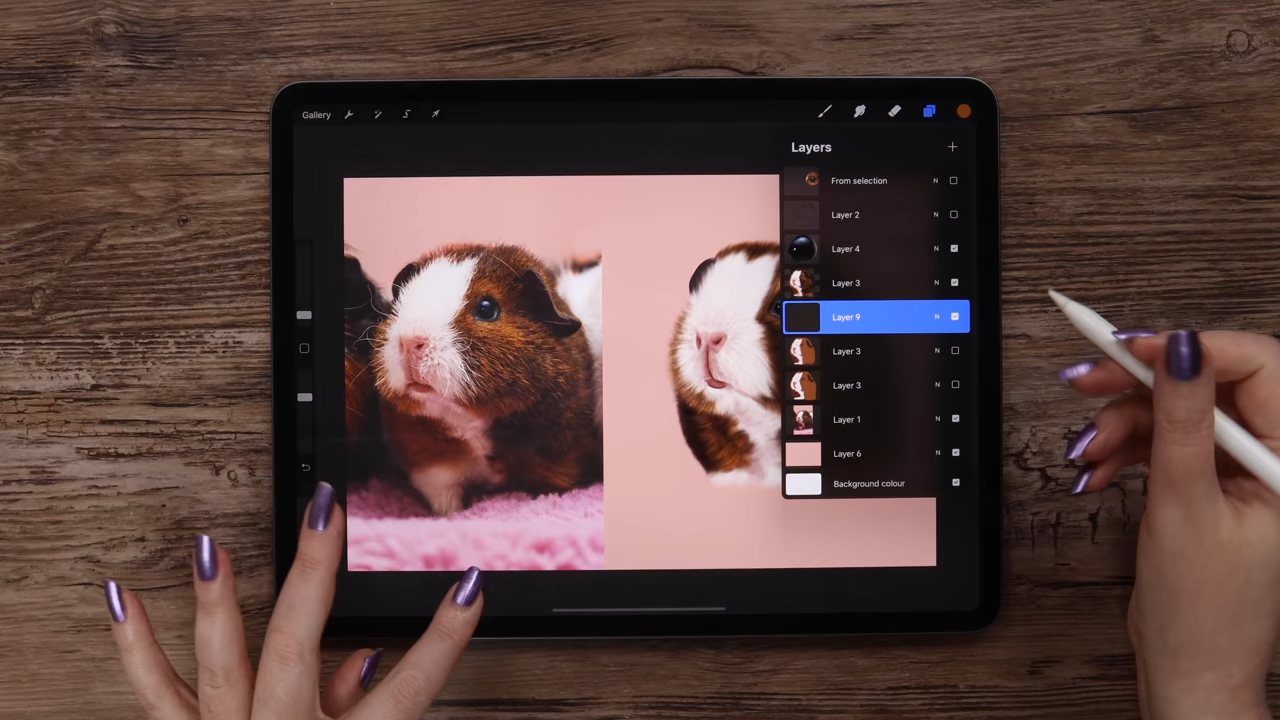 Gallery
Layers
From selection N
Layer 2 N
Layer 4 N
Layer 3 N
Layer 9 N
Layer 3 N
Layer 3 N
Layer 1 N
Layer 6 N
Background colour